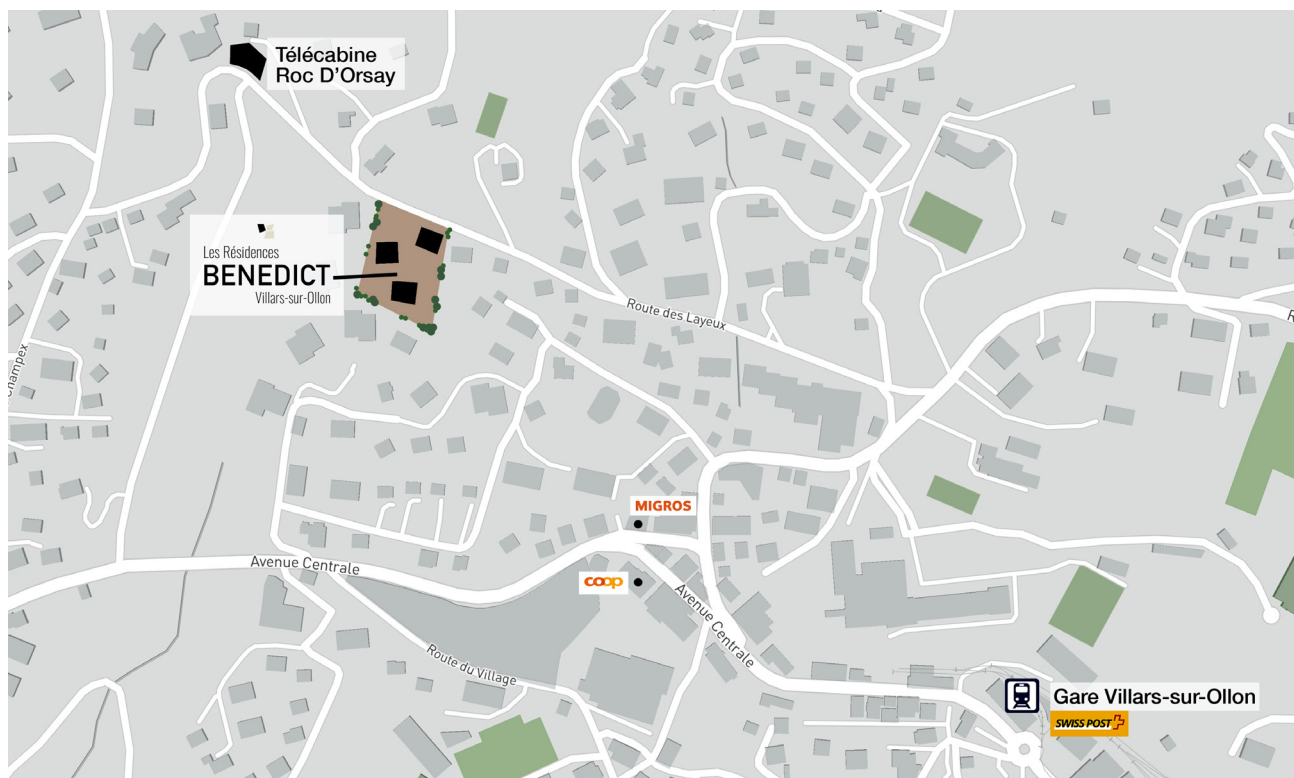 Télécabine
Roc D'Orsay
Les Résidences
BENEDICT
Villars-sur-Ollon
Route des Layeux
MIGROS
Avenue Centrale
coop
Avenue Centrale
Route du Village
Gare Villars-sur-Ollon
SWISS POST